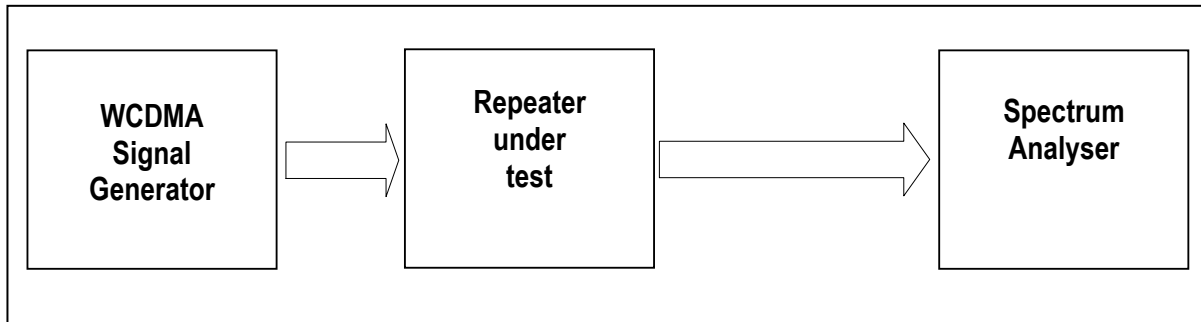 WCDMA
Signal
Generator
Repeater
under
test
Spectrum
Analyser